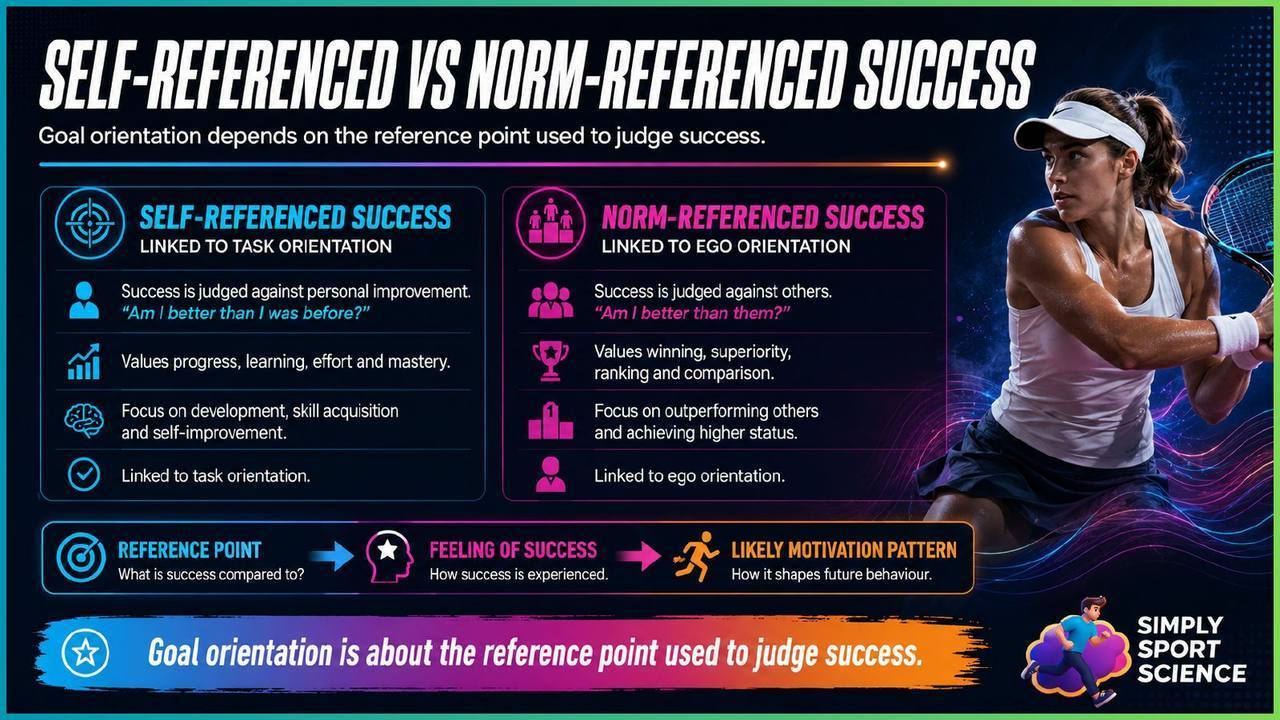 SELF-REFERENCED VS NORM-REFERENCED SUCCESS
Goal orientation depends on the reference point used to judge success.
SELF-REFERENCED SUCCESS
LINKED TO TASK ORIENTATION
Success is judged against personal improvement.
“Am I better than I was before?”
Values progress, learning, effort and mastery.
Focus on development, skill acquisition
and self-improvement.
Linked to task orientation.
NORM-REFERENCED SUCCESS
LINKED TO EGO ORIENTATION
Success is judged against others.
“Am I better than them?”
Values winning, superiority,
ranking and comparison.
1
Focus on outperforming others
and achieving higher status.
Linked to ego orientation.
REFERENCE POINT
What is success compared to?
FEELING OF SUCCESS
How success is experienced.
LIKELY MOTIVATION PATTERN
How it shapes future behaviour.
Goal orientation is about the reference point used to judge success.
SIMPLY
SPORT
SCIENCE